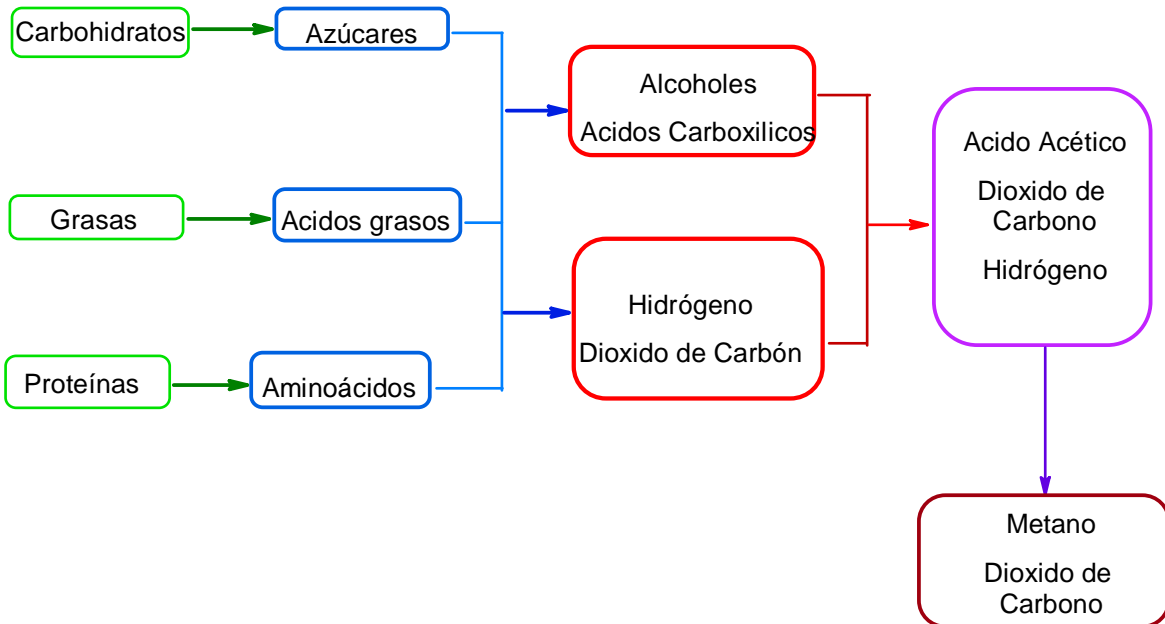 Carbohidratos
Azúcares
Alcoholes
Acidos Carboxilicos
Acido Acético
Dioxido de
Carbono
Hidrógeno
Grasas
Acidos grasos
Hidrógeno
Dioxido de Carbón
Proteínas
Aminoácidos
Metano
Dioxido de
Carbono